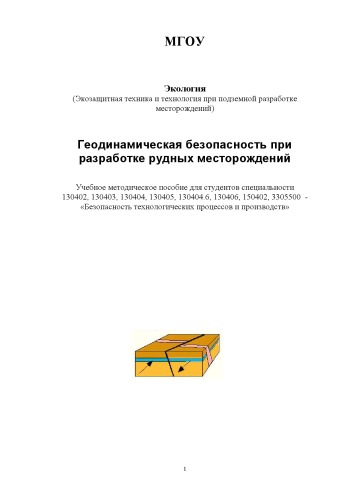 МГОУ
Экология
(Экозащитная техника и технология при подземной разработке
месторождений)
Геодинамическая безопасность при
разработке рудных месторождений
Учебное методическое пособие для студентов специальности
130402, 130403, 130404, 130405, 130404.6, 130406, 150402, 3305500 -
«Безопасность технологических процессов и производств»
1